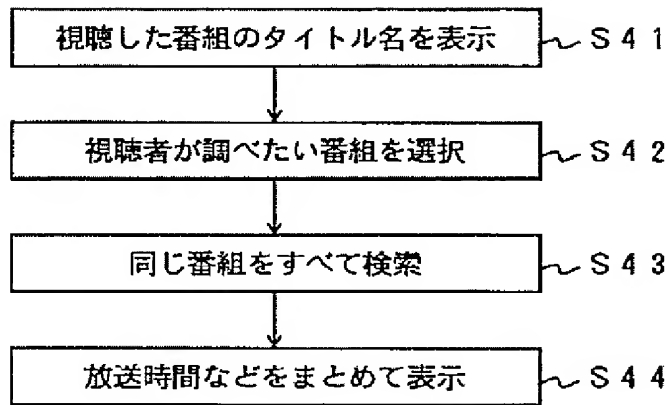 視聴した番組のタイトル名を表示 S41
視聴者が調べたい番組を選択 S42
同じ番組をすべて検索 S43
放送時間などをまとめて表示 S44